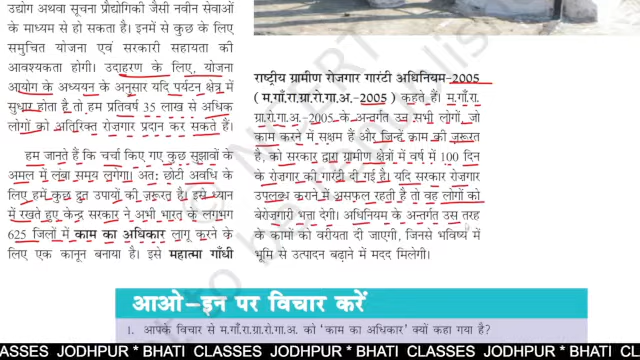 उद्योग अथवा सूचना प्रौद्योगिकी जैसी नवीन सेवाओं
के माध्यम से हो सकता है। इनमें से कुछ के लिए
समुचित योजना एवं सरकारी सहायता की
आवश्यकता होगी। उदाहरण के लिए, योजना
आयोग के अध्ययन के अनुसार यदि पर्यटन क्षेत्र में
सुधार होता है तो हम प्रतिवर्ष 35 लाख से अधिक
लोगों को अतिरिक्त रोजगार प्रदान कर सकते हैं।
हम जानते हैं कि चर्चा किए गए कुछ सुझावों के
अमल में लंबा समय लगेगा। अतः छोटी अवधि के
लिए हमें कुछ द्रुत उपायों की ज़रूरत है। इसे ध्यान
में रखते हुए केन्द्र सरकार ने अभी भारत के लगभग
625 जिलों में काम का अधिकार लागू करने के
लिए एक कानून बनाया है। इसे महात्मा गाँधी
राष्ट्रीय ग्रामीण रोजगार गारंटी अधिनियम-2005
(म.गाँ.रा.ग्रा.रो.गा.अ.-2005) कहते हैं। म.गाँ.रा.
ग्रा.रो.गा.अ.-2005 के अन्तर्गत उन सभी लोगों, जो
काम करने में सक्षम हैं और जिन्हें काम की ज़रूरत
है, को सरकार द्वारा ग्रामीण क्षेत्रों में वर्ष में 100 दिन
के रोजगार की गारंटी दी गई है। यदि सरकार रोजगार
उपलब्ध कराने में असफल रहती है तो वह लोगों को
बेरोज़गारी भत्ता देगी। अधिनियम के अन्तर्गत उस तरह
के कामों को वरीयता दी जाएगी, जिनसे भविष्य में
भूमि से उत्पादन बढ़ाने में मदद मिलेगी।
आओ-इन पर विचार करें
1. आपके विचार से म.गाँ.रा.ग्रा.रो.गा.अ. को 'काम का अधिकार' क्यों कहा गया है?
CLASSES JODHPUR * BHATI CLASSES JODHPUR * BHATI CLASSES JODHPUR * BHATI